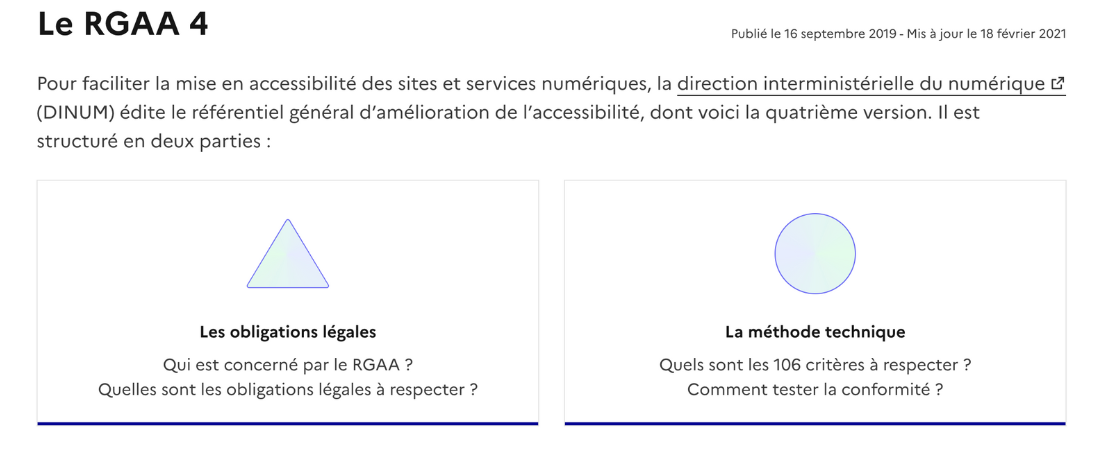 Le RGAA 4
Publié le 16 septembre 2019 - Mis à jour le 18 février 2021
Pour faciliter la mise en accessibilité des sites et services numériques, la direction interministérielle du numérique
(DINUM) édite le référentiel général d’amélioration de l’accessibilité, dont voici la quatrième version. Il est
structuré en deux parties :
Les obligations légales
Qui est concerné par le RGAA ?
Quelles sont les obligations légales à respecter ?
La méthode technique
Quels sont les 106 critères à respecter ?
Comment tester la conformité ?